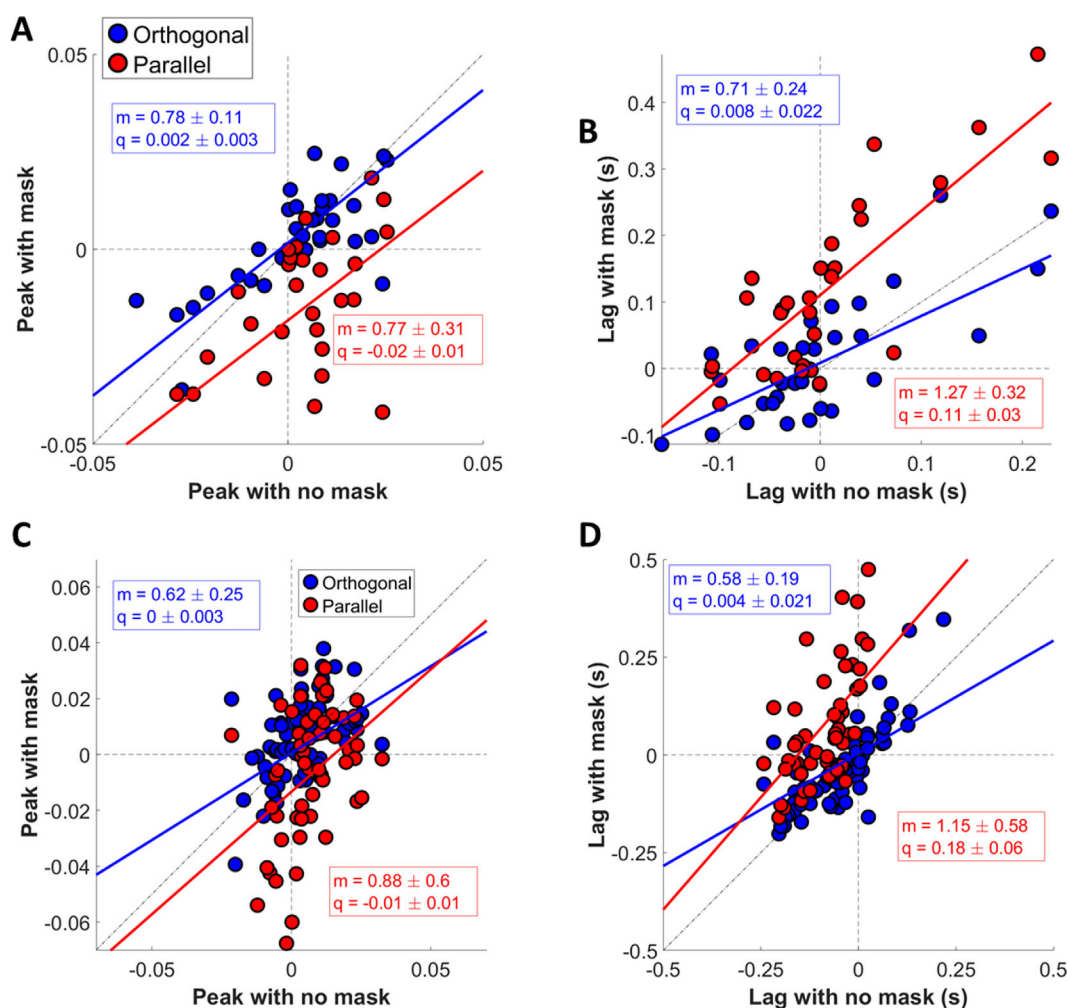 A
Orthogonal
Parallel
0.05
m = 0.78 ± 0.11
q = 0.002 ± 0.003
Peak with mask
0
m = 0.77 ± 0.31
q = -0.02 ± 0.01
-0.05
-0.05
0
0.05
Peak with no mask
B
m = 0.71 ± 0.24
q = 0.008 ± 0.022
0.4
0.3
Lag with mask (s)
0.2
0.1
0
m = 1.27 ± 0.32
q = 0.11 ± 0.03
-0.1
-0.1
0
0.1
0.2
Lag with no mask (s)
C
Orthogonal
Parallel
m = 0.62 ± 0.25
q = 0 ± 0.003
0.06
0.04
0.02
Peak with mask
0
-0.02
-0.04
m = 0.88 ± 0.6
q = -0.01 ± 0.01
-0.06
-0.05
0
0.05
Peak with no mask
D
0.5
m = 0.58 ± 0.19
q = 0.004 ± 0.021
0.25
Lag with mask (s)
0
m = 1.15 ± 0.58
q = 0.18 ± 0.06
-0.25
-0.5
-0.5
-0.25
0
0.25
0.5
Lag with no mask (s)